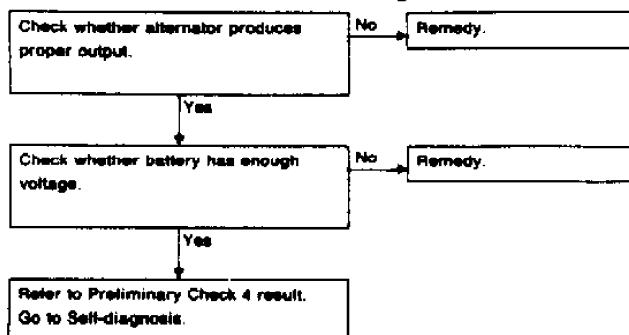 Check whether alternator produces
proper output.
No
Remedy.
Yes
Check whether battery has enough
voltage.
No
Remedy.
Yes
Refer to Preliminary Check 4 result.
Go to Self-diagnosis.